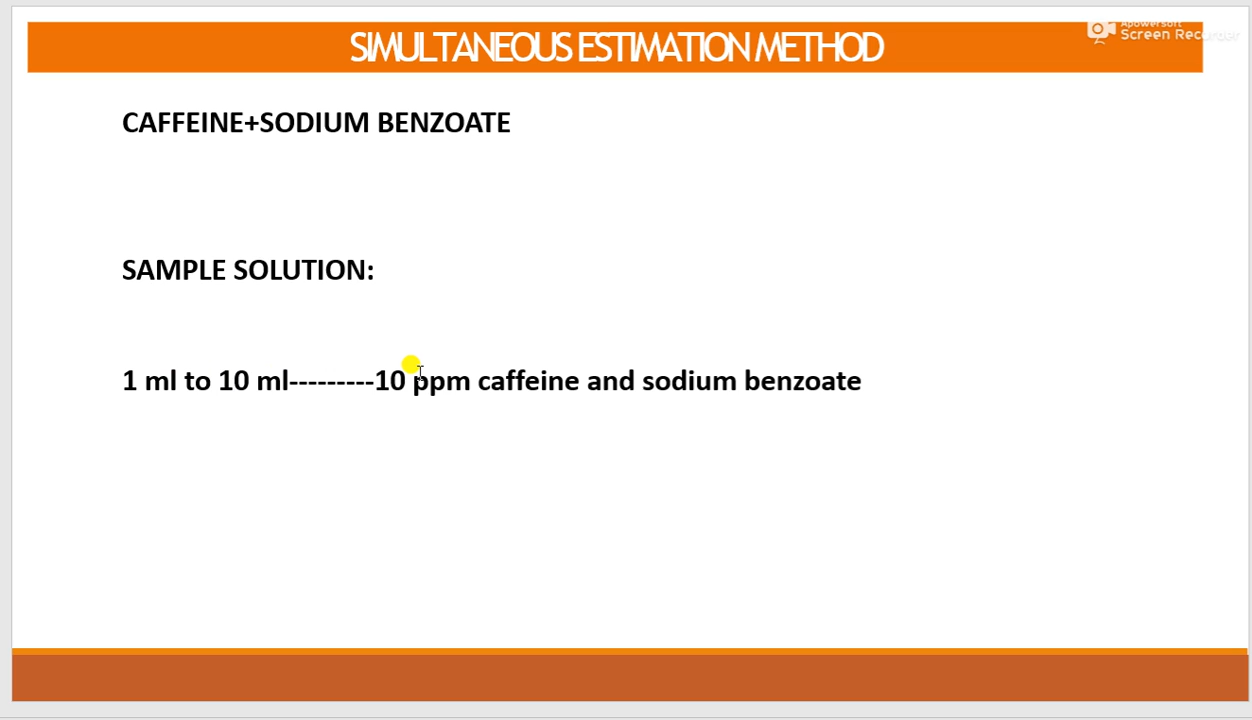 SIMULTANEOUS ESTIMATION METHOD
Apowersoft
Screen Recorder
CAFFEINE+SODIUM BENZOATE
SAMPLE SOLUTION:
1 ml to 10 ml---------10 ppm caffeine and sodium benzoate